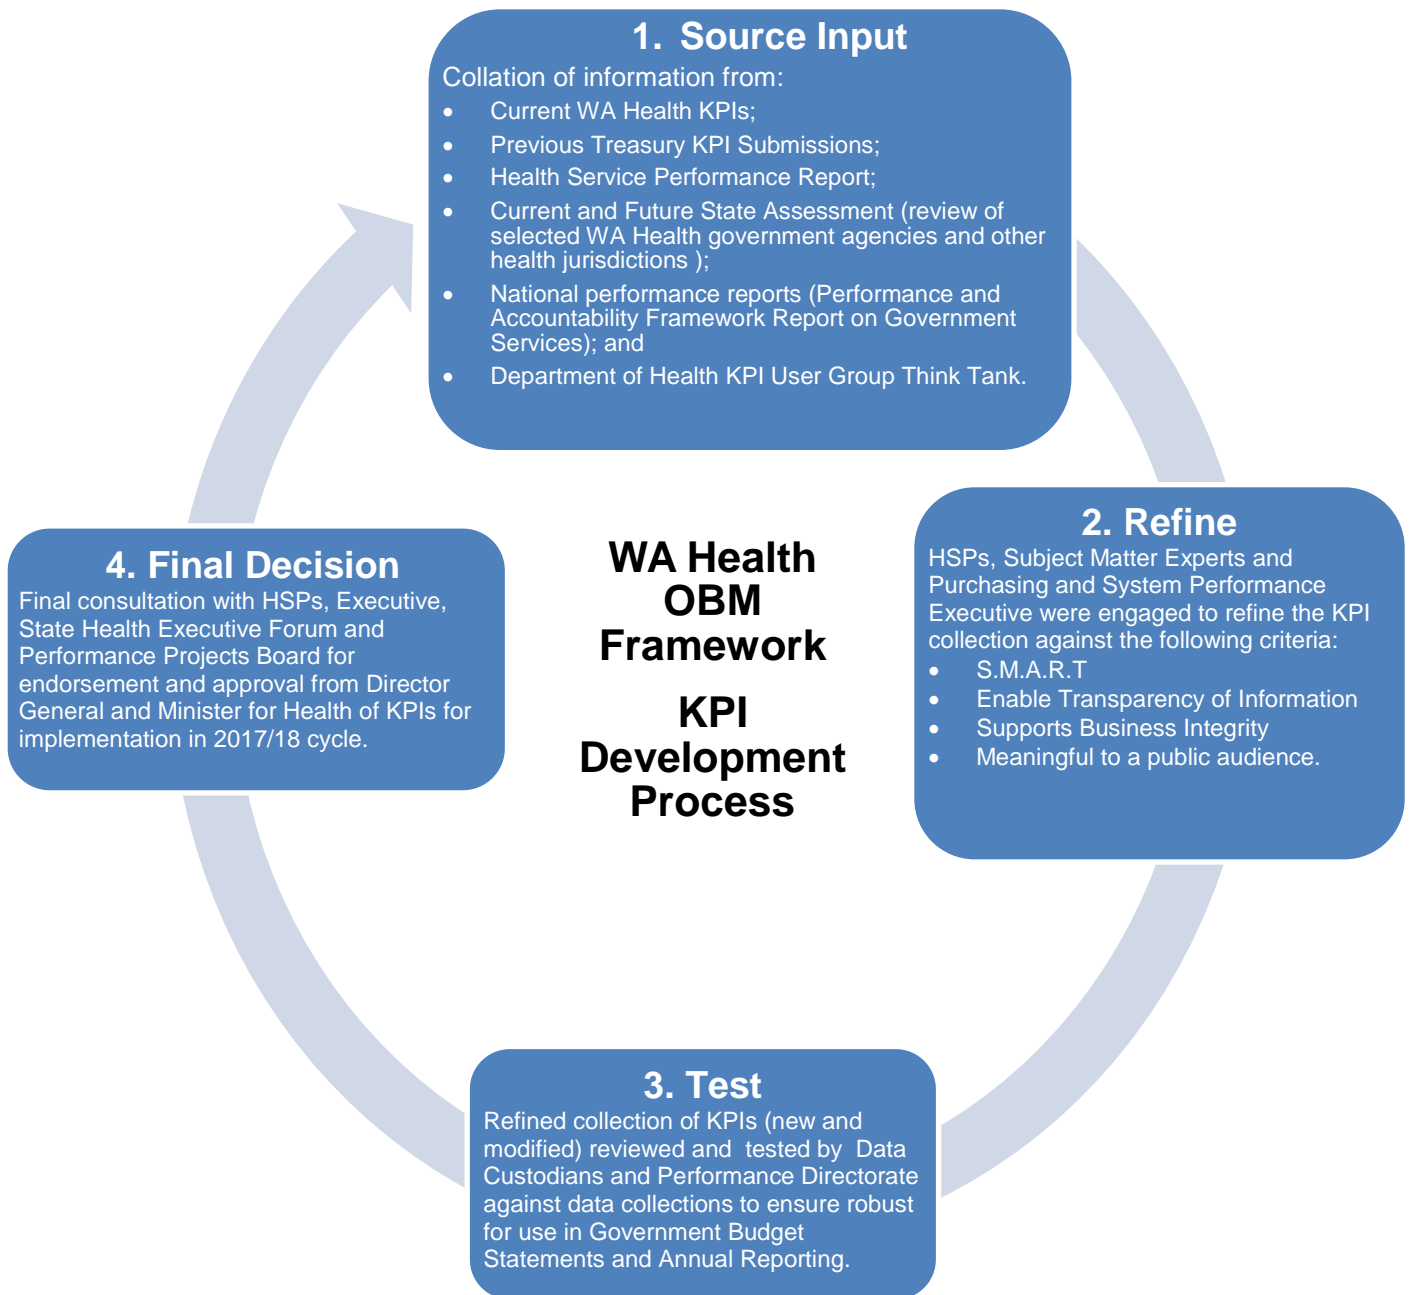 1. Source Input
Collation of information from:
• Current WA Health KPIs;
• Previous Treasury KPI Submissions;
• Health Service Performance Report;
• Current and Future State Assessment (review of
selected WA Health government agencies and other
health jurisdictions );
• National performance reports (Performance and
Accountability Framework Report on Government
Services); and
• Department of Health KPI User Group Think Tank.
2. Refine
HSPs, Subject Matter Experts and
Purchasing and System Performance
Executive were engaged to refine the KPI
collection against the following criteria:
• S.M.A.R.T
• Enable Transparency of Information
• Supports Business Integrity
• Meaningful to a public audience.
3. Test
Refined collection of KPIs (new and
modified) reviewed and tested by Data
Custodians and Performance Directorate
against data collections to ensure robust
for use in Government Budget
Statements and Annual Reporting.
4. Final Decision
Final consultation with HSPs, Executive,
State Health Executive Forum and
Performance Projects Board for
endorsement and approval from Director
General and Minister for Health of KPIs for
implementation in 2017/18 cycle.
WA Health
OBM
Framework
KPI
Development
Process